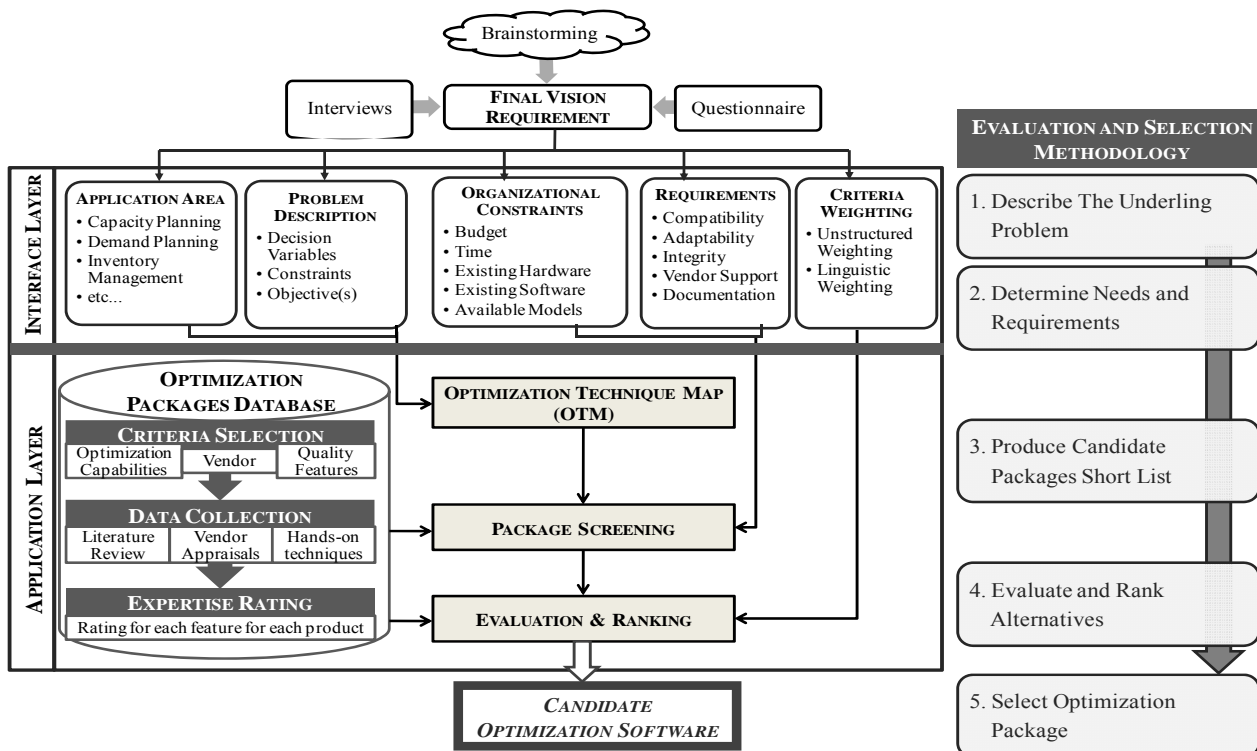 Brainstorming
Interviews
FINAL VISION
REQUIREMENT
Questionnaire
INTERFACE LAYER
APPLICATION AREA
• Capacity Planning
• Demand Planning
• Inventory
Management
• etc...
PROBLEM
DESCRIPTION
• Decision
Variables
• Constraints
• Objective(s)
ORGANIZATIONAL
CONSTRAINTS
• Budget
• Time
• Existing Hardware
• Existing Software
• Available Models
REQUIREMENTS
• Compatibility
• Adaptability
• Integrity
• Vendor Support
• Documentation
CRITERIA
WEIGHTING
• Unstructured
Weighting
• Linguistic
Weighting
APPLICATION LAYER
OPTIMIZATION
PACKAGES DATABASE
CRITERIA SELECTION
Optimization
Capabilities
Vendor
Quality
Features
DATA COLLECTION
Literature
Review
Vendor
Appraisals
Hands-on
techniques
EXPERTISE RATING
Rating for each feature for each product
OPTIMIZATION TECHNIQUE MAP
(OTM)
PACKAGE SCREENING
EVALUATION & RANKING
CANDIDATE
OPTIMIZATION SOFTWARE
EVALUATION AND SELECTION
METHODOLOGY
1. Describe The Underling
Problem
2. Determine Needs and
Requirements
3. Produce Candidate
Packages Short List
4. Evaluate and Rank
Alternatives
5. Select Optimization
Package